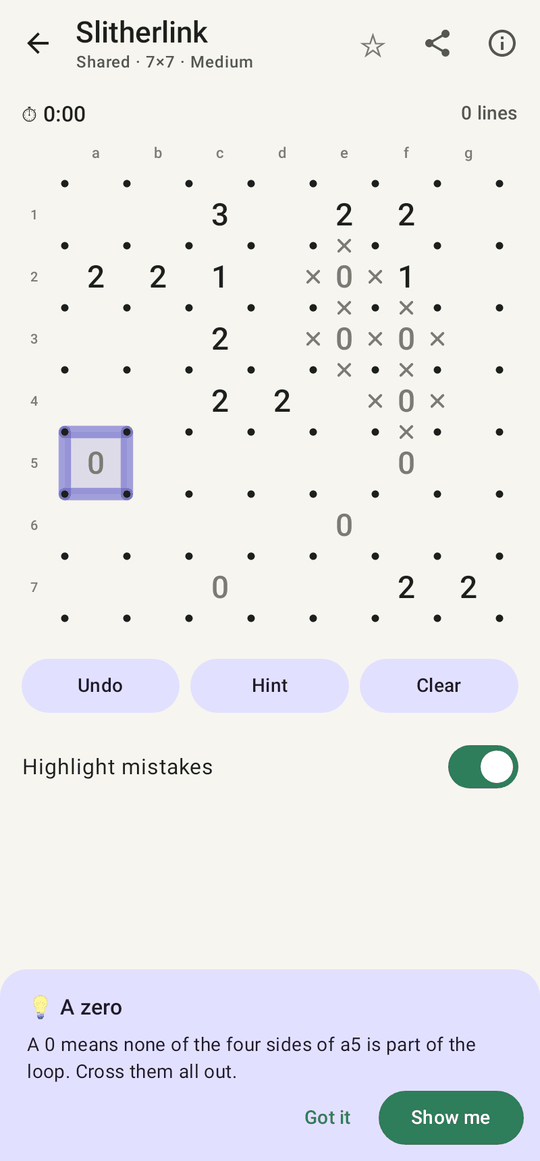 Slitherlink
Shared · 7×7 · Medium
0:00
0 lines
a b c d e f g
1 3 2 2
2 2 2 1 0 1
3 2 0 0
4 2 2 0
5 0 0
6 0
7 0 2 2
Undo
Hint
Clear
Highlight mistakes
A zero
A 0 means none of the four sides of a5 is part of the
loop. Cross them all out.
Got it
Show me